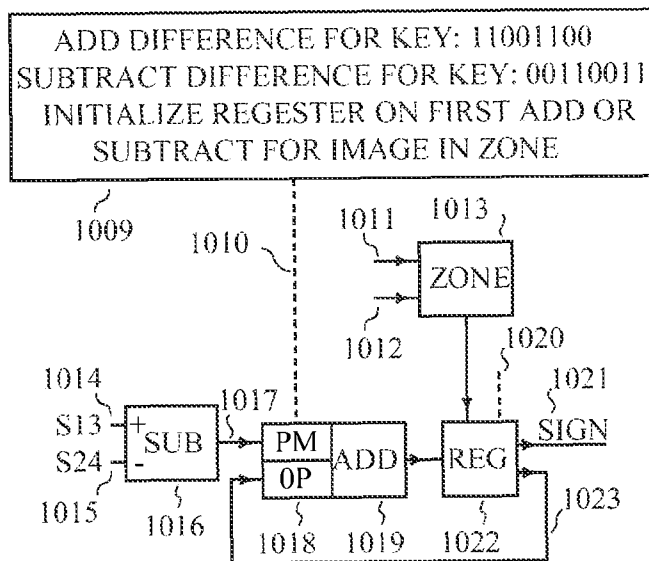 ADD DIFFERENCE FOR KEY: 11001100
SUBTRACT DIFFERENCE FOR KEY: 00110011
INITIALIZE REGESTER ON FIRST ADD OR
SUBTRACT FOR IMAGE IN ZONE
1009
1010
1011
1013
ZONE
1012
1020
1014
1017
1021
S13
+
SUB
PM
ADD
REG
SIGN
S24
-
0P
1015
1016
1018
1019
1022
1023